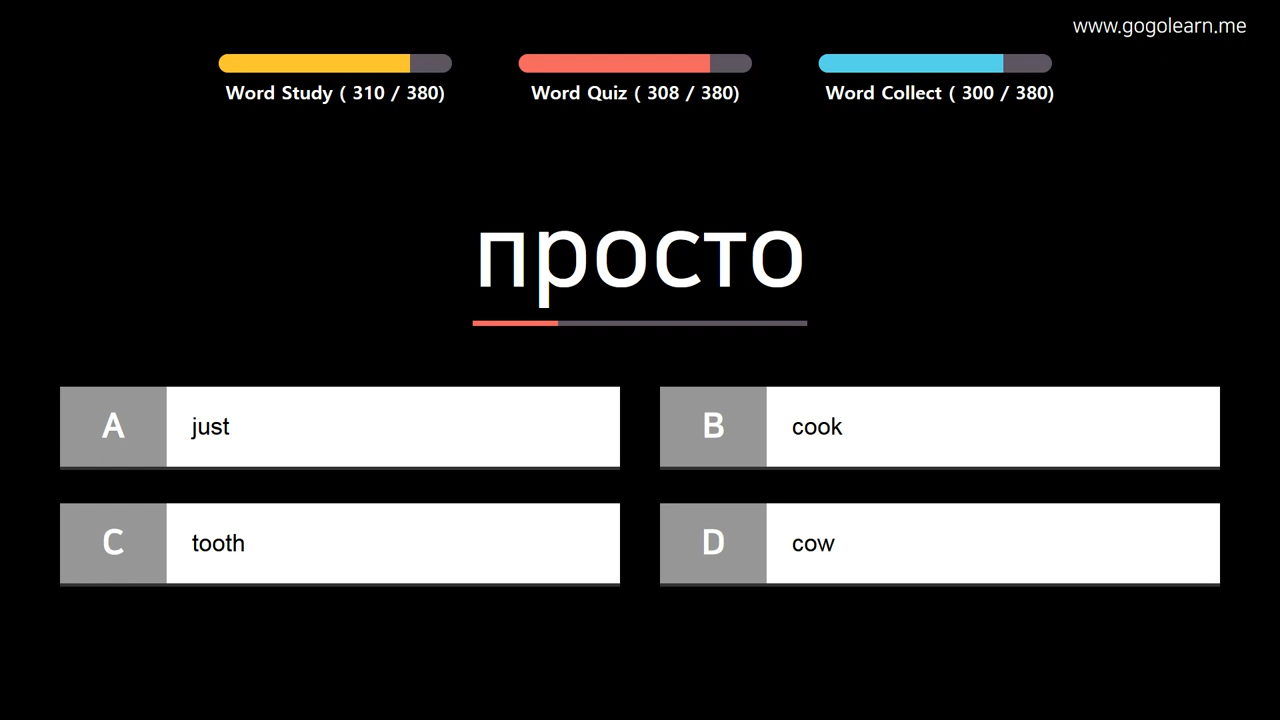 www.gogolearn.me
Word Study ( 310 / 380)
Word Quiz ( 308 / 380)
Word Collect ( 300 / 380)
просто
A just
B cook
C tooth
D cow